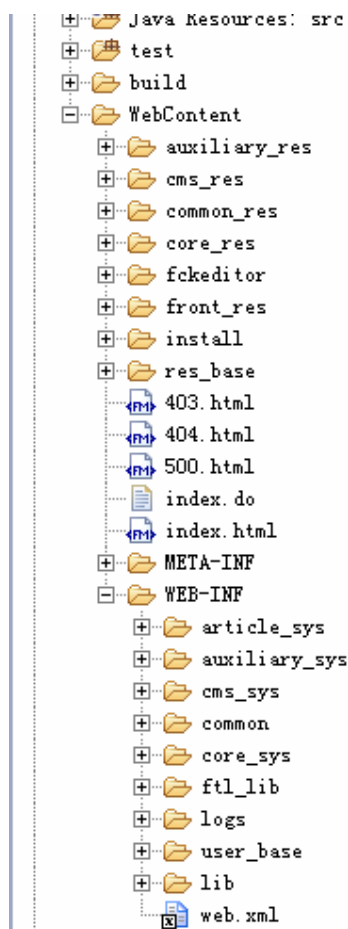 Java Resources: src
test
build
WebContent
auxiliary_res
cms_res
common_res
core_res
fckeditor
front_res
install
res_base
403.html
404.html
500.html
index.do
index.html
META-INF
WEB-INF
article_sys
auxiliary_sys
cms_sys
common
core_sys
ftl_lib
logs
user_base
lib
web.xml